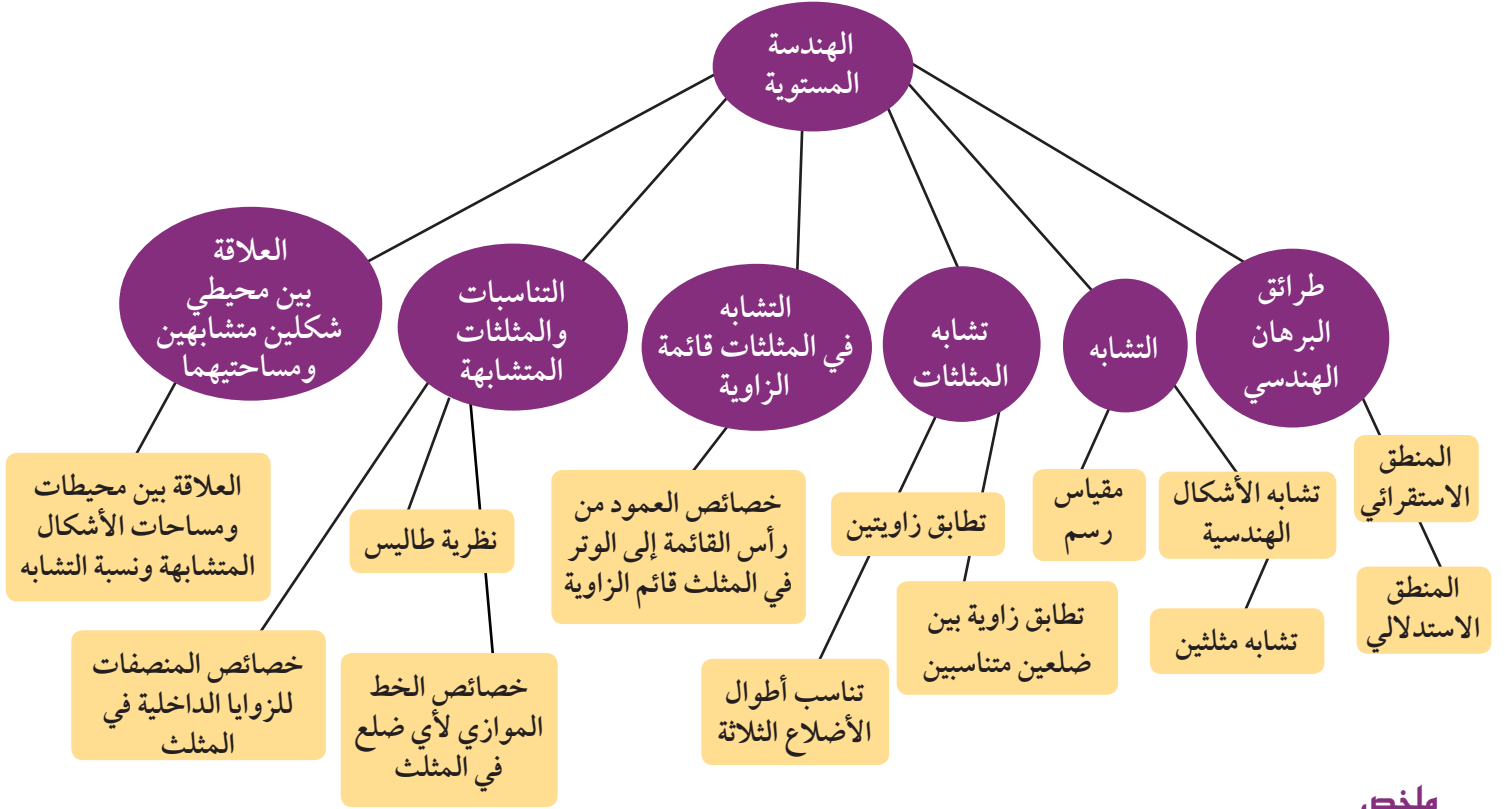 الهندسة
المستوية
طرائق
البرهان
الهندسي
التشابه
تشابه
المثلثات
التشابه
في المثلثات قائمة
الزاوية
التناسبات
والمثلثات
المتشابهة
العلاقة
بين محيطي
شكلين متشابهين
ومساحتيهما
المنطق
الاستقرائي
المنطق
الاستدلالي
تشابه الأشكال
الهندسية
تشابه مثلثين
مقياس
رسم
تطابق زاويتين
تطابق زاوية بين
ضلعين متناسبين
تناسب أطوال
الأضلاع الثلاثة
خصائص العمود من
رأس القائمة إلى الوتر
في المثلث قائم الزاوية
نظرية طاليس
خصائص الخط
الموازي لأي ضلع
في المثلث
خصائص المنصفات
للزوايا الداخلية في
المثلث
العلاقة بين محيطات
ومساحات الأشكال
المتشابهة ونسبة التشابه
ملخص